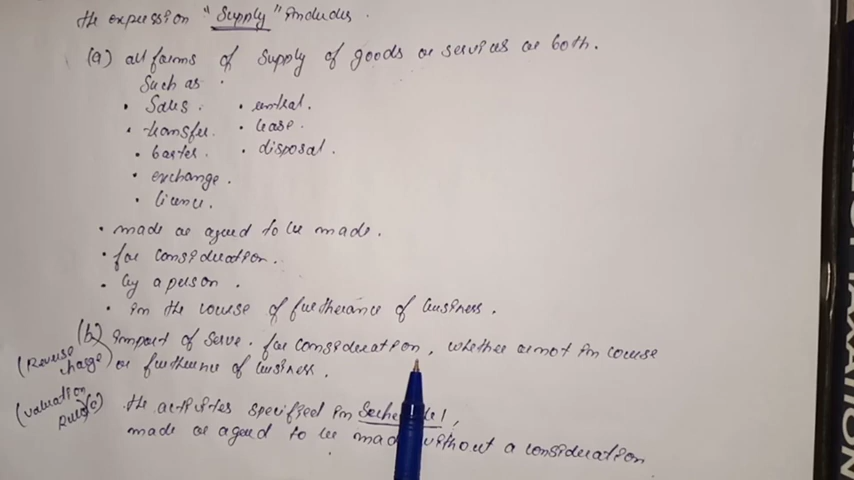 the expression "Supply" includes.
(a) all forms of supply of goods or services or both.
Such as.
• Sales. • rental.
• transfer. • lease.
• barter. • disposal.
• exchange.
• licence.
• made or agreed to be made.
• for consideration.
• by a person.
• in the course of furtherance of business.
(b) import of Serve. for consideration, whether or not in course
or furtherance of business.
(Reverse charge)
(c) the activities specified in Schedule 1,
(valuation Rules)
made or agreed to be made without a consideration
TAXATION